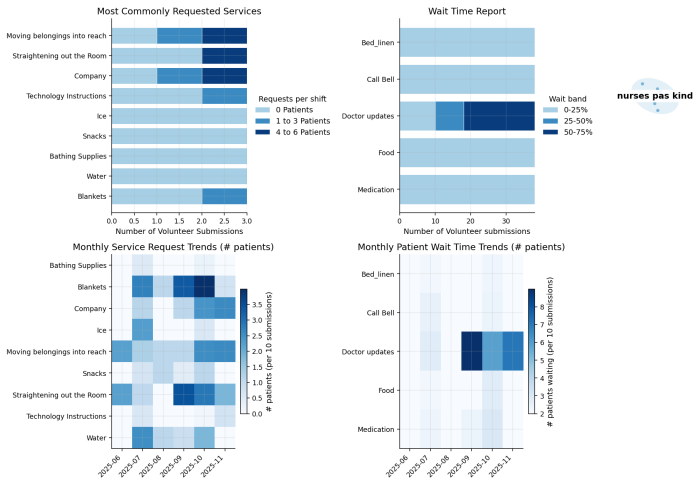 Most Commonly Requested Services
Moving belongings into reach
Straightening out the Room
Company
Technology Instructions
Ice
Snacks
Bathing Supplies
Water
Blankets
0.0 0.5 1.0 1.5 2.0 2.5 3.0
Number of Volunteer Submissions
Requests per shift
0 Patients
1 to 3 Patients
4 to 6 Patients
Wait Time Report
Bed_linen
Call Bell
Doctor updates
Food
Medication
0 10 20 30
Number of Volunteer submissions
Wait band
0-25%
25-50%
50-75%
nurses pas kind
Monthly Service Request Trends (# patients)
Bathing Supplies
Blankets
Company
Ice
Moving belongings into reach
Snacks
Straightening out the Room
Technology Instructions
Water
2025-06 2025-07 2025-08 2025-09 2025-10 2025-11
3.5
3.0
2.5
2.0
1.5
1.0
0.5
0.0
# patients (per 10 submissions)
Monthly Patient Wait Time Trends (# patients)
Bed_linen
Call Bell
Doctor updates
Food
Medication
2025-06 2025-07 2025-08 2025-09 2025-10 2025-11
8
7
6
5
4
3
2
# patients waiting (per 10 submissions)